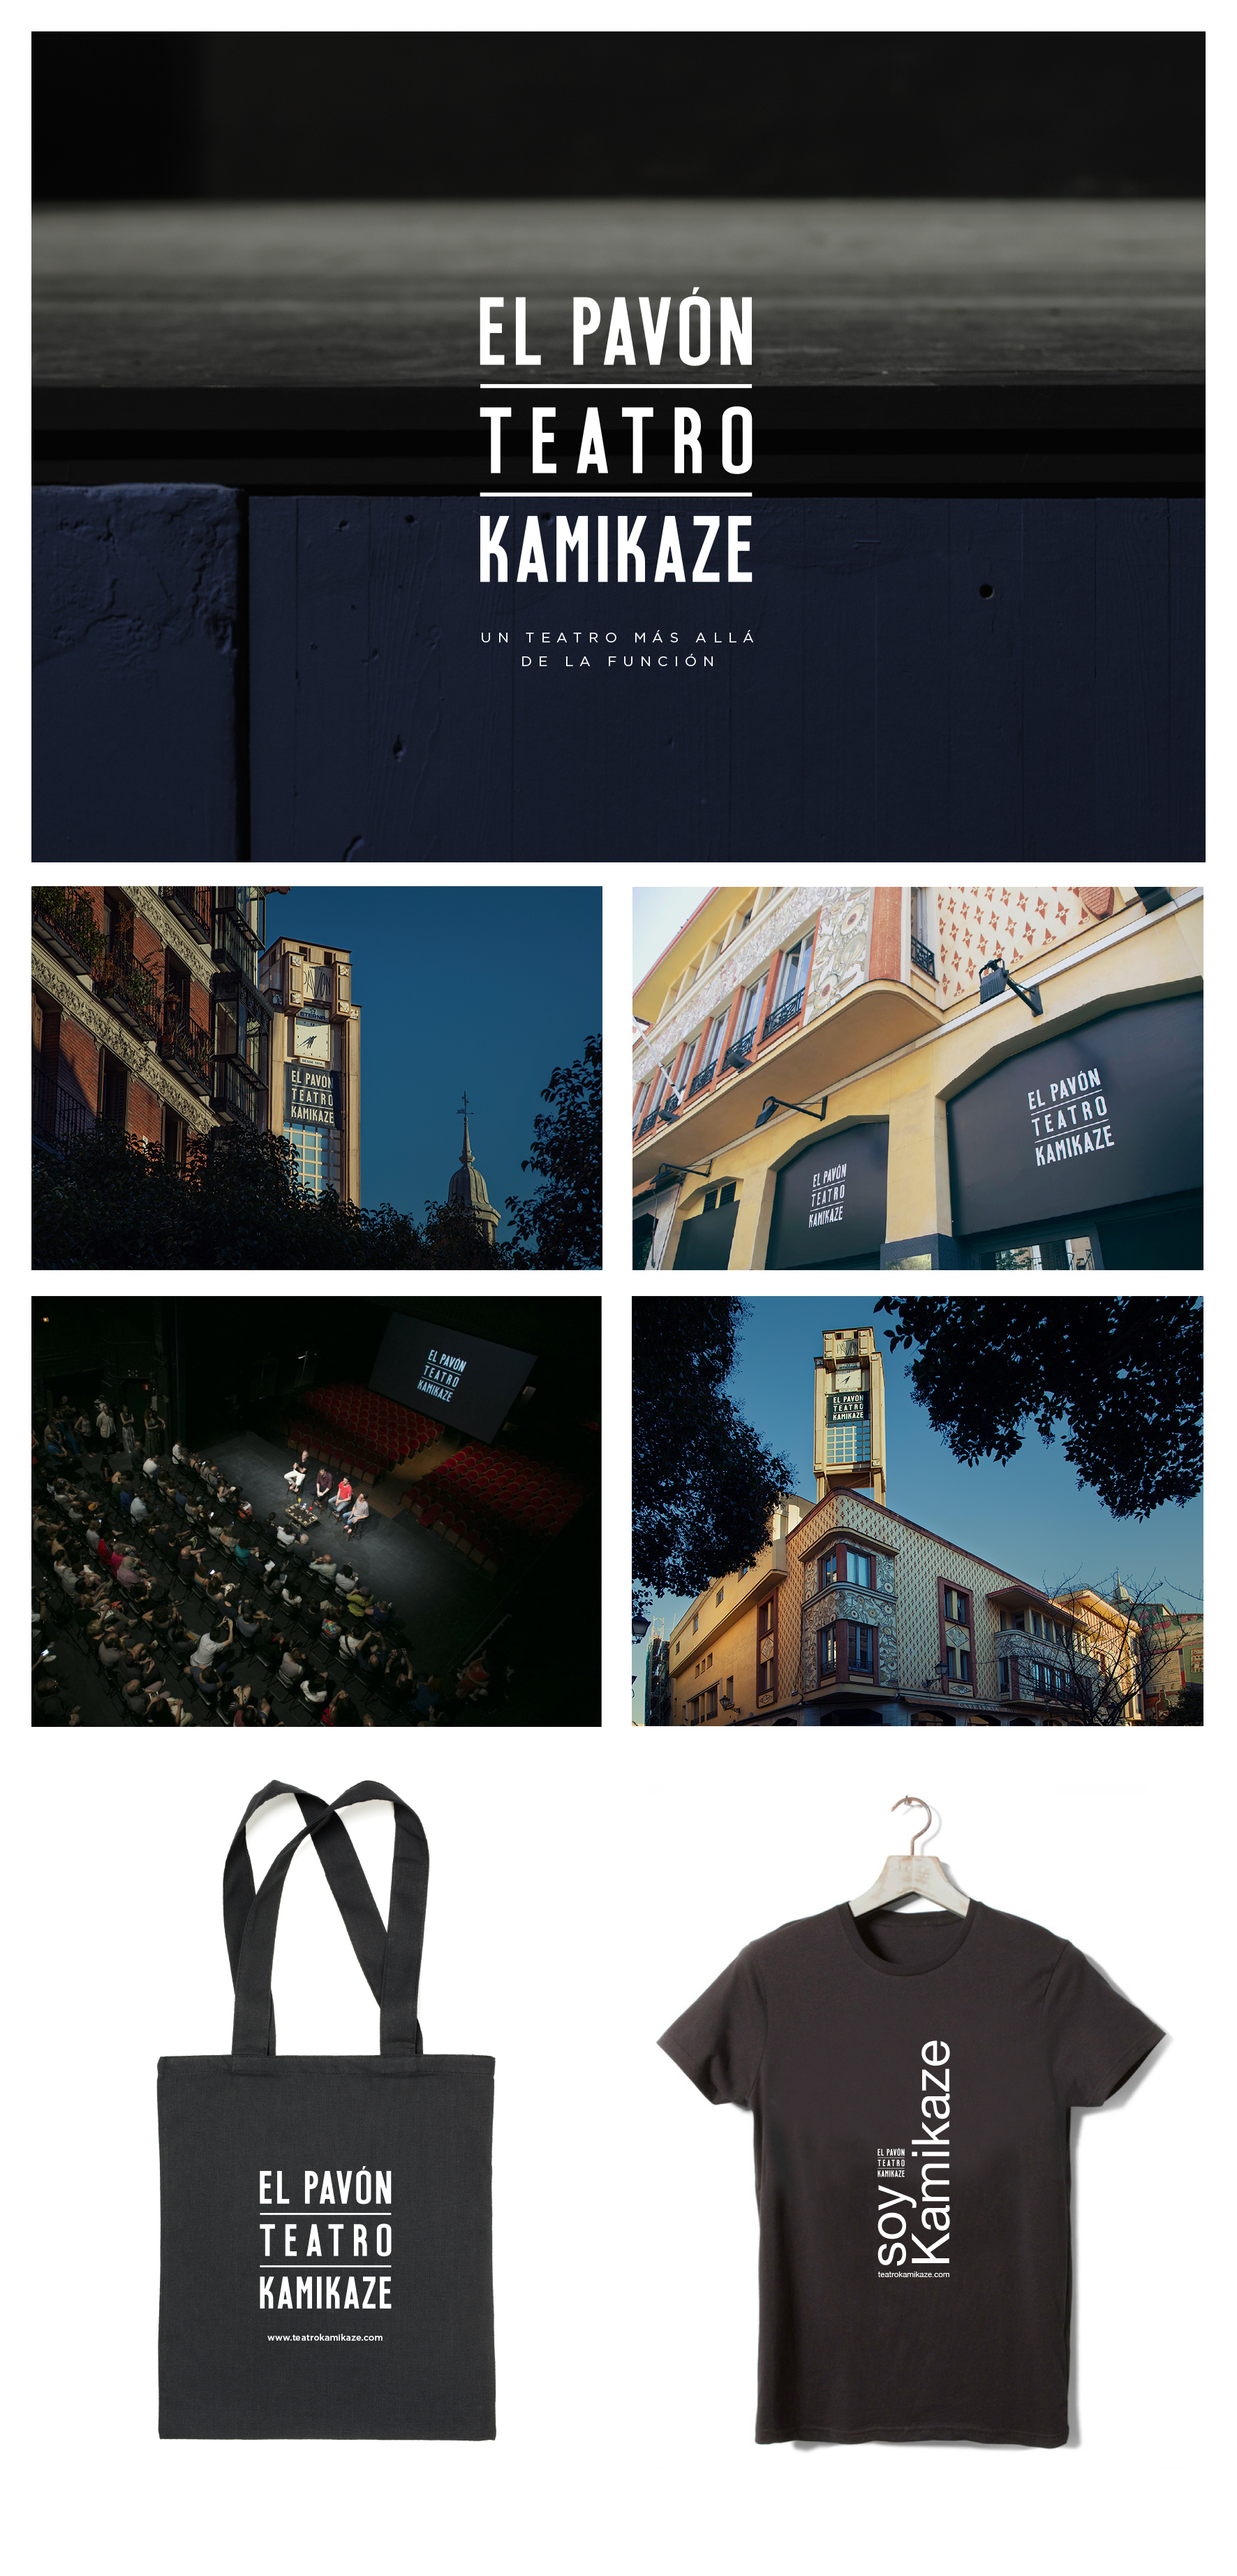 EL PAVÓN
TEATRO
KAMIKAZE
UN TEATRO MÁS ALLÁ
DE LA FUNCIÓN
EL PAVÓN
TEATRO
KAMIKAZE
EL PAVÓN
TEATRO
KAMIKAZE
EL PAVÓN
TEATRO
KAMIKAZE
EL PAVÓN
TEATRO
KAMIKAZE
EL PAVÓN
TEATRO
KAMIKAZE
EL PAVÓN
TEATRO
KAMIKAZE
www.teatrokamikaze.com
EL PAVÓN
TEATRO
KAMIKAZE
soy
Kamikaze
teatrokamikaze.com